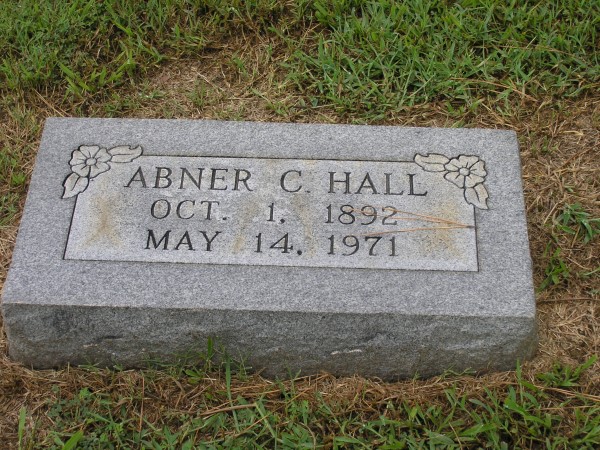 ABNER C. HALL
OCT. 1, 1892
MAY 14, 1971